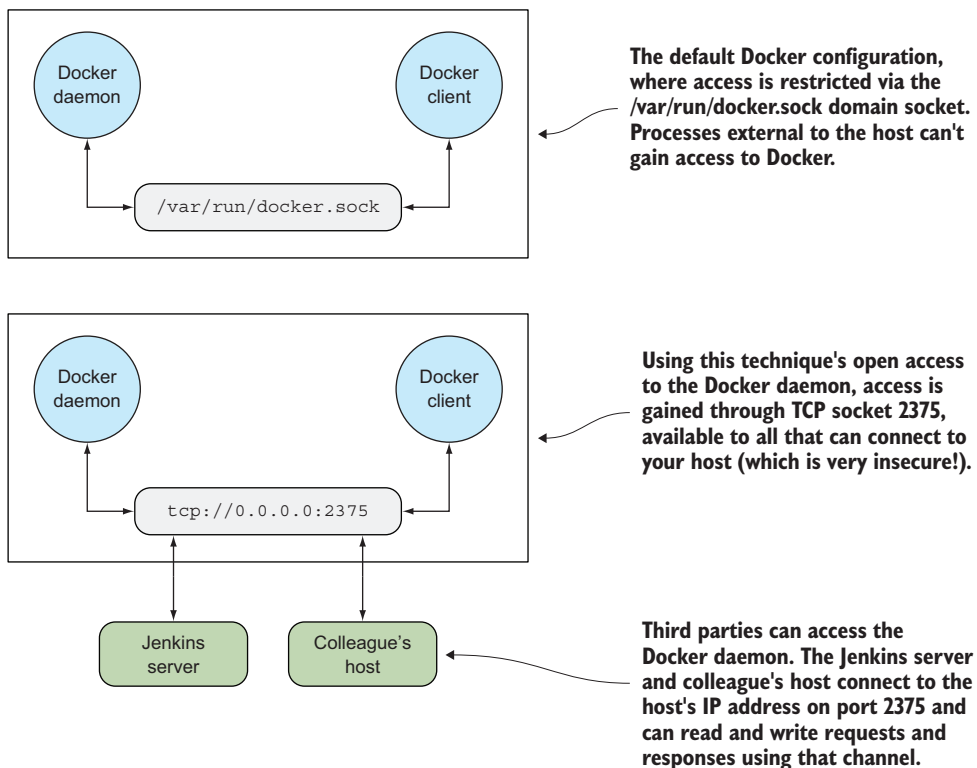 Docker
daemon
Docker
client
/var/run/docker.sock
The default Docker configuration,
where access is restricted via the
/var/run/docker.sock domain socket.
Processes external to the host can't
gain access to Docker.
Docker
daemon
Docker
client
tcp://0.0.0.0:2375
Using this technique's open access
to the Docker daemon, access is
gained through TCP socket 2375,
available to all that can connect to
your host (which is very insecure!).
Jenkins
server
Colleague's
host
Third parties can access the
Docker daemon. The Jenkins server
and colleague's host connect to the
host's IP address on port 2375 and
can read and write requests and
responses using that channel.